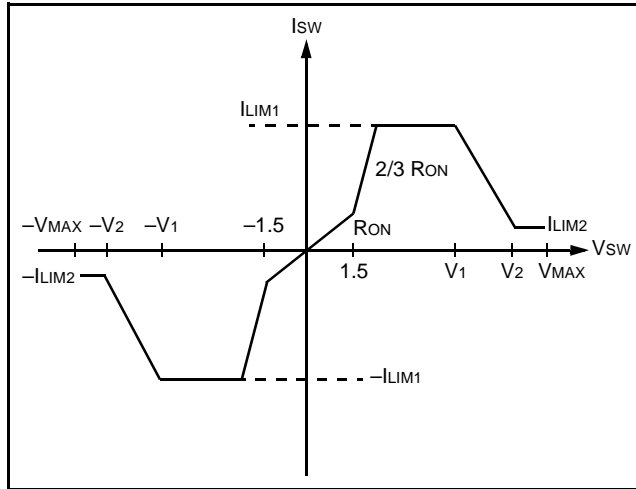 ISW
ILIM1
2/3 RON
–VMAX –V2 –V1 –1.5
RON
ILIM2
VSW
–ILIM2
1.5 V1 V2 VMAX
–ILIM1